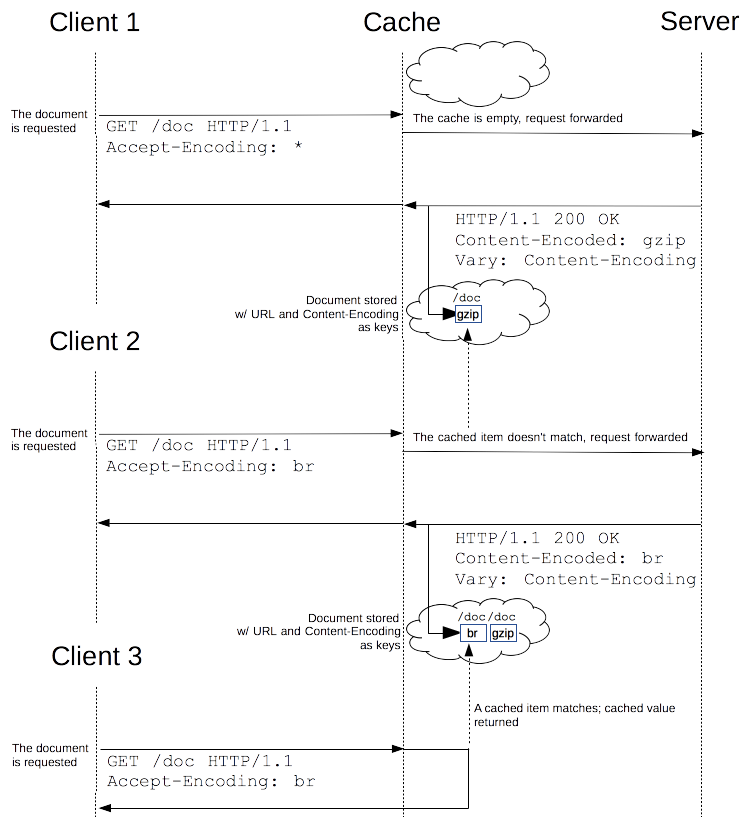 Client 1
Cache
Server
The document
is requested
GET /doc HTTP/1.1
Accept-Encoding: *
The cache is empty, request forwarded
HTTP/1.1 200 OK
Content-Encoded: gzip
Vary: Content-Encoding
Document stored
w/ URL and Content-Encoding
as keys
/doc
gzip
Client 2
The document
is requested
GET /doc HTTP/1.1
Accept-Encoding: br
The cached item doesn't match, request forwarded
HTTP/1.1 200 OK
Content-Encoded: br
Vary: Content-Encoding
Document stored
w/ URL and Content-Encoding
as keys
/doc /doc
br gzip
Client 3
A cached item matches; cached value
returned
The document
is requested
GET /doc HTTP/1.1
Accept-Encoding: br